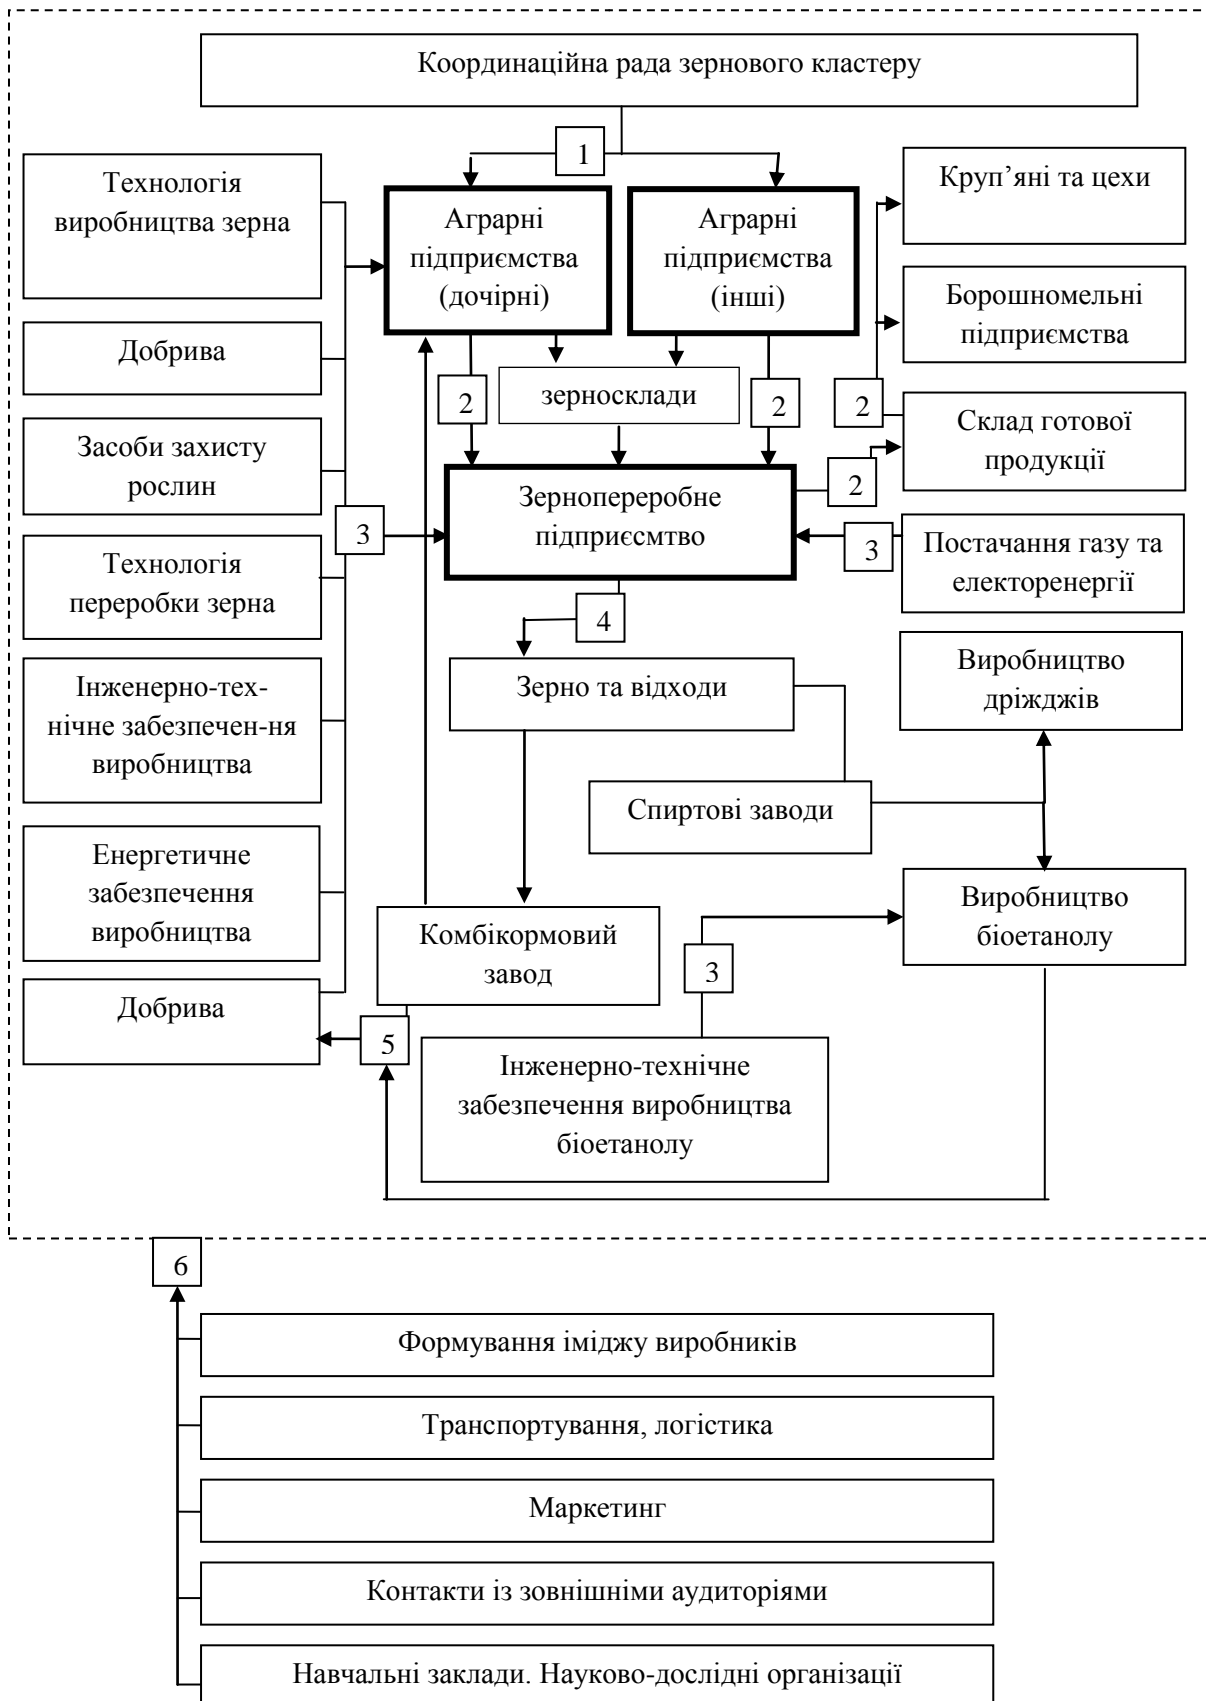 Координаційна рада зернового кластеру
1
Технологія
виробництва зерна
Аграрні
підприємства
(дочірні)
Аграрні
підприємства
(інші)
Круп’яні та цехи
Борошномельні
підприємства
Добрива
2
зерносклади
2
2
Склад готової
продукції
Засоби захисту
рослин
2
Зернопереробне
підприєсмтво
3
3
Постачання газу та
електоренергії
Технологія
переробки зерна
4
Зерно та відходи
Виробництво
дріжджів
Інженерно-тех-
нічне забезпечен-ня
виробництва
Спиртові заводи
Енергетичне
забезпечення
виробництва
Комбікормовий
завод
3
Виробництво
біоетанолу
Добрива
5
Інженерно-технічне
забезпечення виробництва
біоетанолу
6
Формування іміджу виробників
Транспортування, логістика
Маркетинг
Контакти із зовнішніми аудиторіями
Навчальні заклади. Науково-дослідні організації